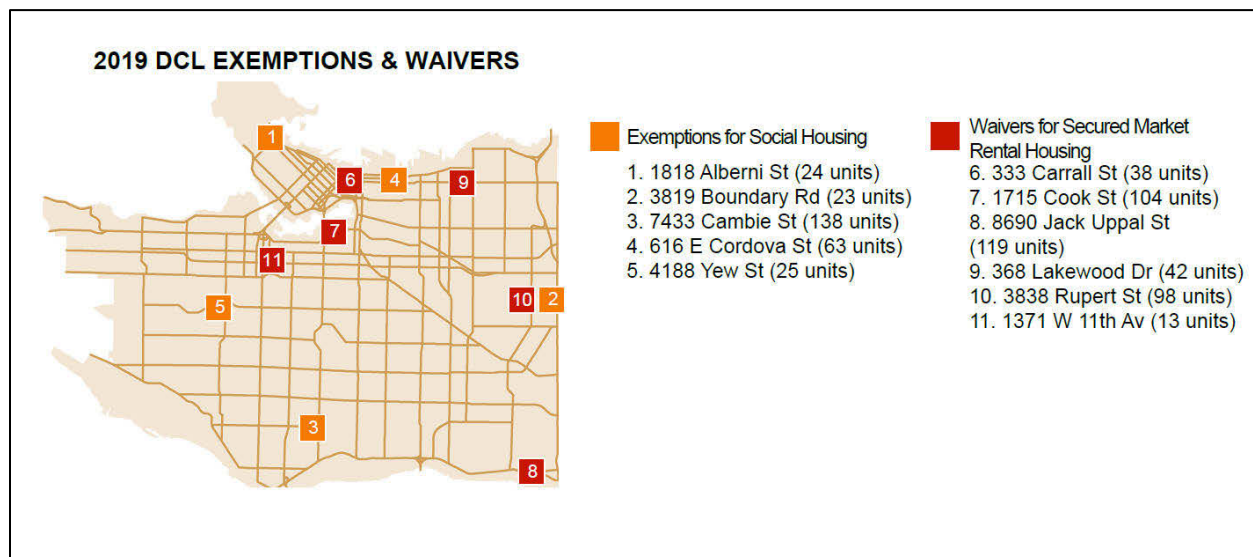 2019 DCL EXEMPTIONS & WAIVERS
1
6
4
9
7
11
10
2
5
3
8
Exemptions for Social Housing
1. 1818 Alberni St (24 units)
2. 3819 Boundary Rd (23 units)
3. 7433 Cambie St (138 units)
4. 616 E Cordova St (63 units)
5. 4188 Yew St (25 units)
Waivers for Secured Market
Rental Housing
6. 333 Carrall St (38 units)
7. 1715 Cook St (104 units)
8. 8690 Jack Uppal St
(119 units)
9. 368 Lakewood Dr (42 units)
10. 3838 Rupert St (98 units)
11. 1371 W 11th Av (13 units)